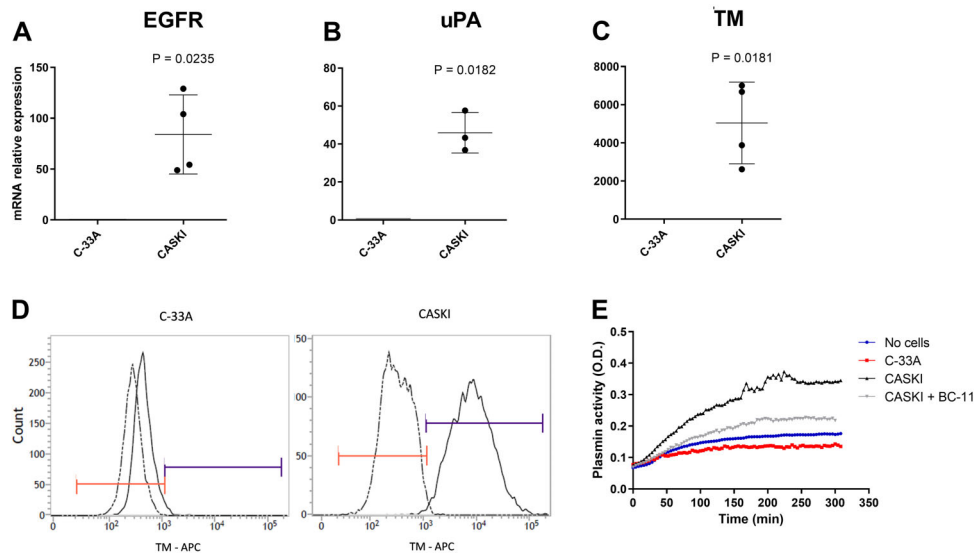 EGFR
uPA
TM
A
B
C
P = 0.0235
P = 0.0182
P = 0.0181
mRNA relative expression
150
100
50
0
C-33A
CASKI
80
60
40
20
0
C-33A
CASKI
8000
6000
4000
2000
0
C-33A
CASKI
D
C-33A
CASKI
Count
250
200
150
100
50
0
10² 10³ 10⁴ 10⁵
TM - APC
50
00
50
0
10² 10³ 10⁴ 10⁵
TM - APC
E
Plasmin activity (O.D.)
0.5
0.4
0.3
0.2
0.1
0.0
0 50 100 150 200 250 300 350
Time (min)
No cells
C-33A
CASKI
CASKI + BC-11